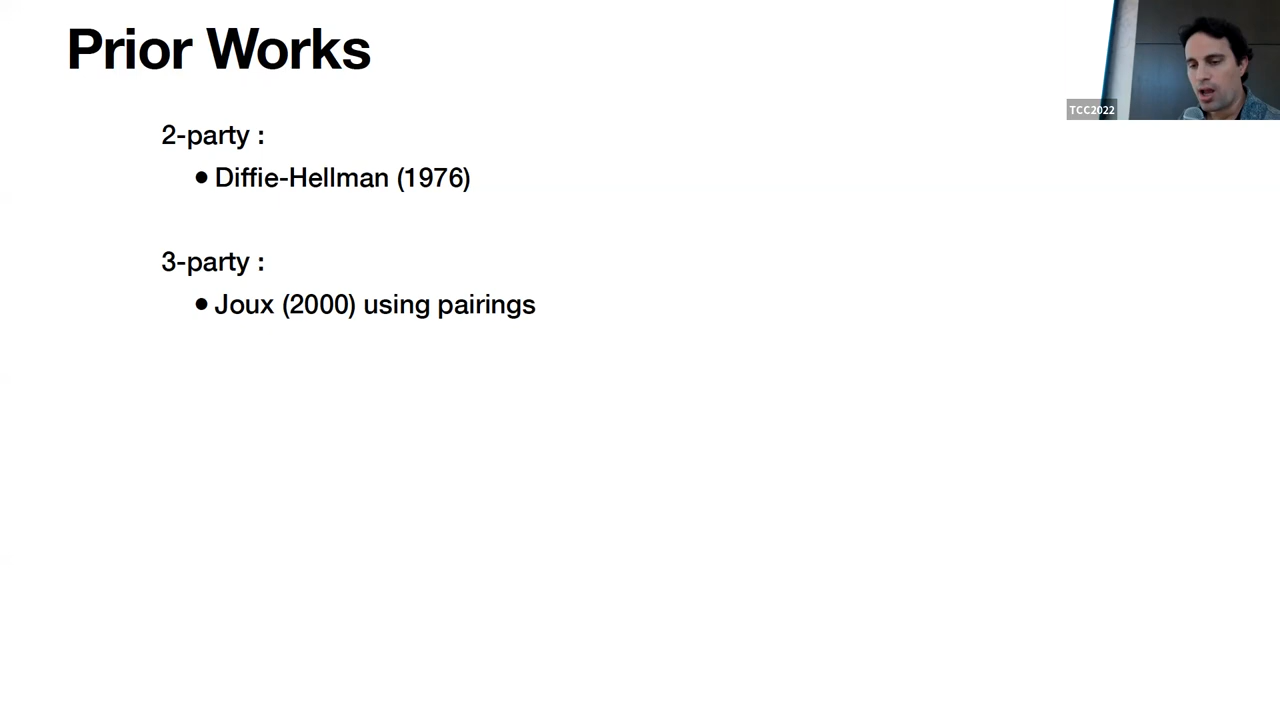 Prior Works
TCC2022
2-party :
• Diffie-Hellman (1976)
3-party :
• Joux (2000) using pairings